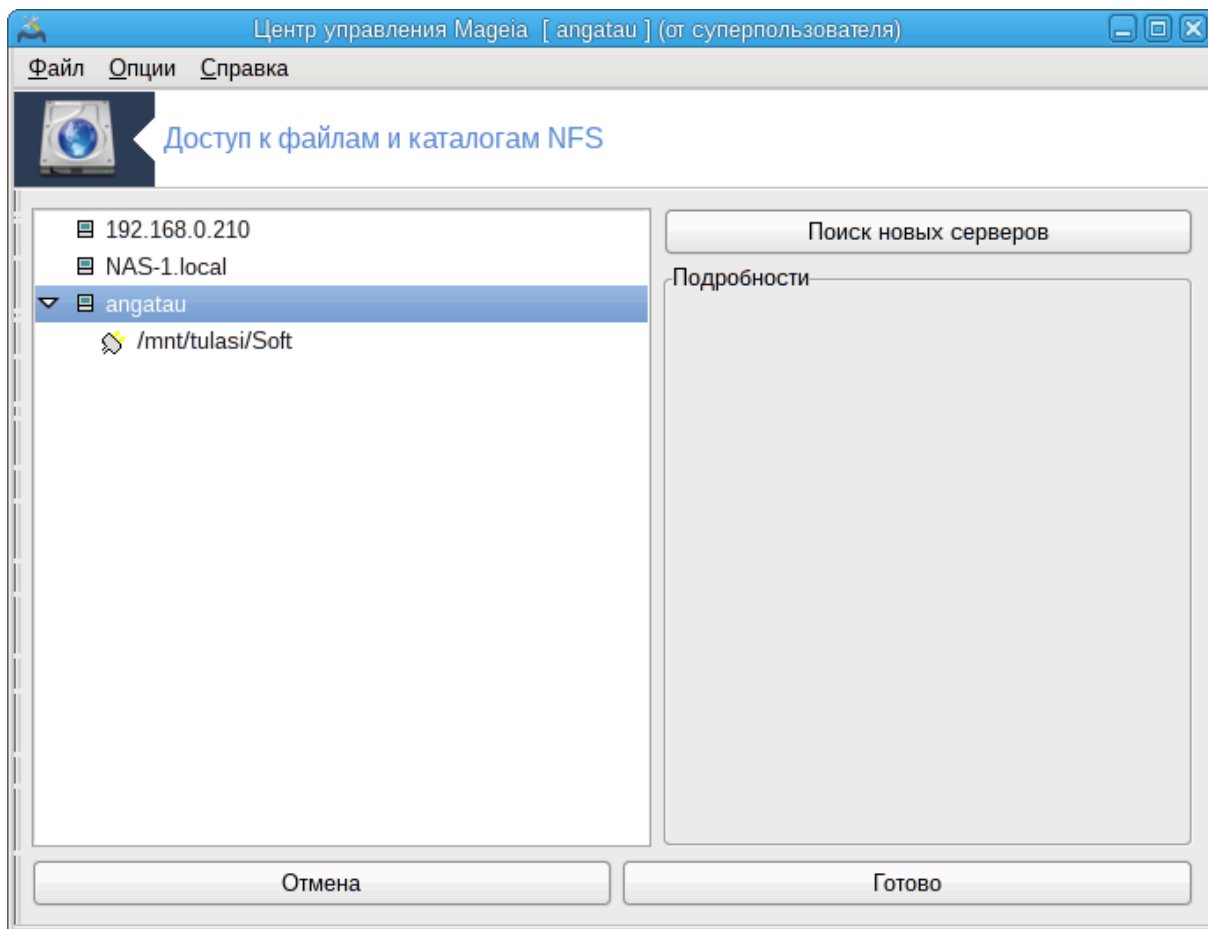 Центр управления Mageia [ angatau ] (от суперпользователя)
Файл Опции Справка
Доступ к файлам и каталогам NFS
192.168.0.210
NAS-1.local
angatau
/mnt/tulasi/Soft
Поиск новых серверов
Подробности
Отмена
Готово